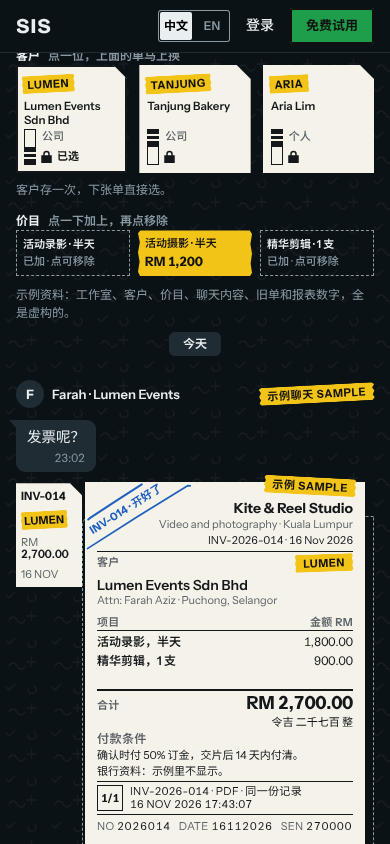 SIS
中文 EN
登录
免费试用
客户 点一位，上面的单马上换
LUMEN
Lumen Events Sdn Bhd
公司
已选
TANJUNG
Tanjung Bakery
公司
ARIA
Aria Lim
个人
客户存一次，下张单直接选。
价目 点一下加上，再点移除
活动录影·半天
已加·点可移除
活动摄影·半天
RM 1,200
精华剪辑·1支
已加·点可移除
示例资料：工作室、客户、价目、聊天内容、旧单和报表数字，全
是虚构的。
今天
F
Farah·Lumen Events
示例聊天 SAMPLE
发票呢？
23:02
INV-014
LUMEN
RM
2,700.00
16 NOV
INV-014·开好了
示例 SAMPLE
Kite & Reel Studio
Video and photography·Kuala Lumpur
INV-2026-014·16 Nov 2026
客户
LUMEN
Lumen Events Sdn Bhd
Attn: Farah Aziz·Puchong, Selangor
项目 金额 RM
活动录影，半天 1,800.00
精华剪辑，1支 900.00
合计 RM 2,700.00
令吉 二千七百 整
付款条件
确认时付 50% 订金，交片后 14 天内付清。
银行资料：示例里不显示。
1/1
INV-2026-014·PDF·同一份记录
16 NOV 2026 17:43:07
NO 2026014 DATE 16112026 SEN 270000